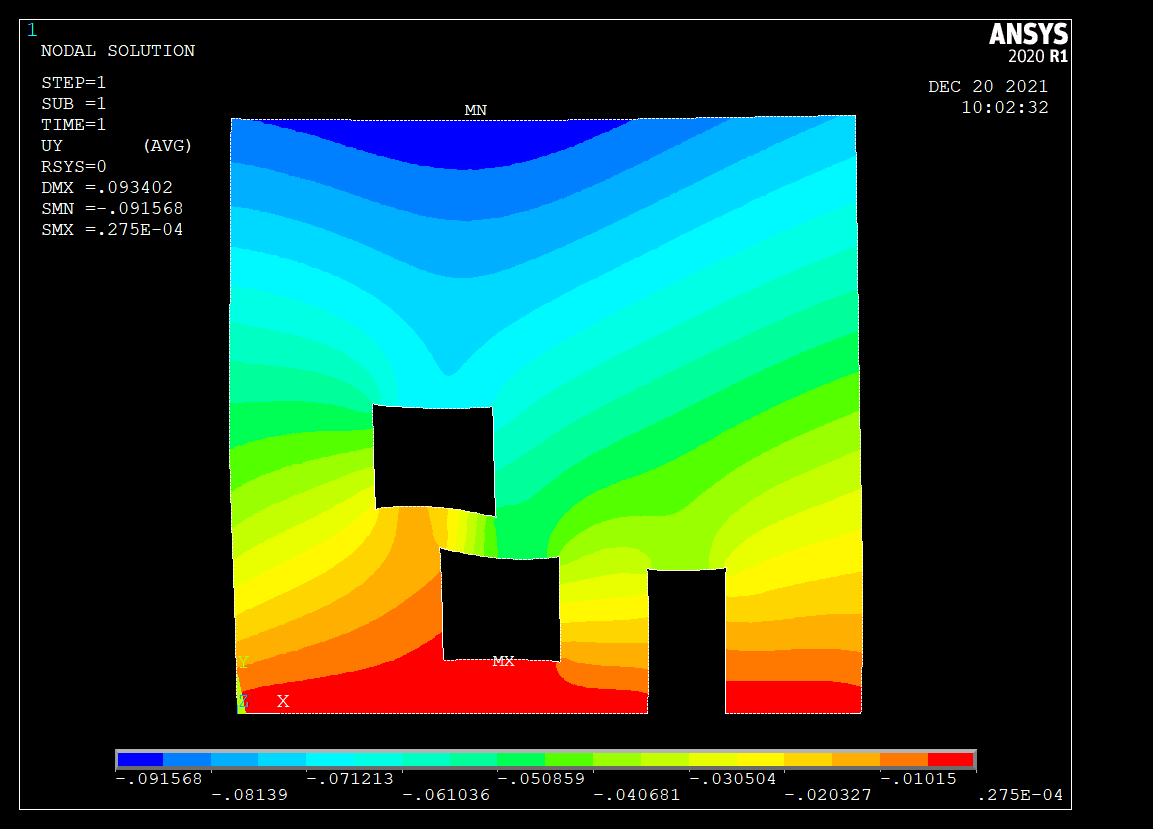 1
ANSYS
2020 R1
NODAL SOLUTION
STEP=1
SUB =1
TIME=1
UY (AVG)
RSYS=0
DMX =.093402
SMN =-.091568
SMX =.275E-04
DEC 20 2021
10:02:32
MN
MX
Y
Z X
-.091568 -.071213 -.050859 -.030504 -.01015
-.08139 -.061036 -.040681 -.020327 .275E-04